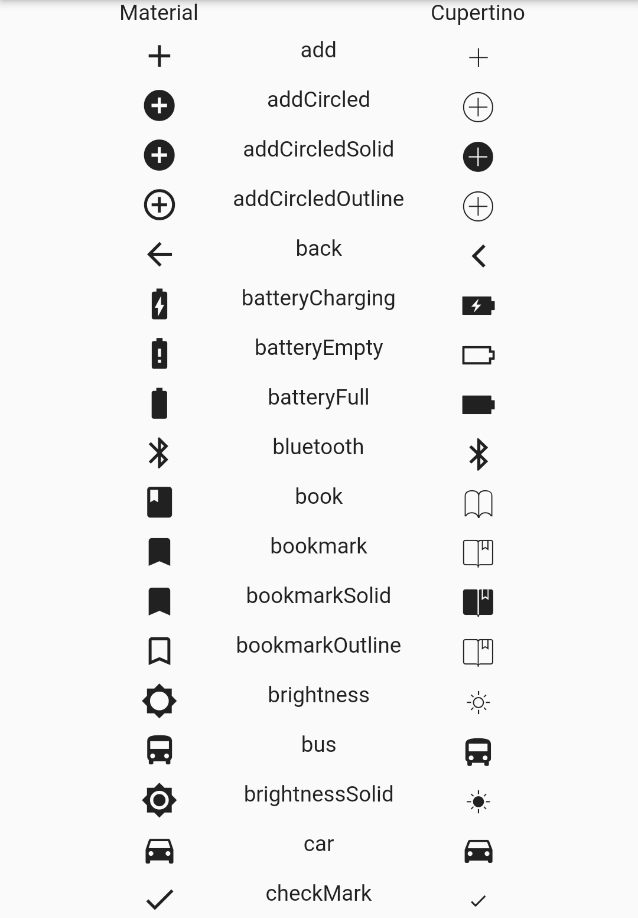 Material Cupertino
add
addCircled
addCircledSolid
addCircledOutline
back
batteryCharging
batteryEmpty
batteryFull
bluetooth
book
bookmark
bookmarkSolid
bookmarkOutline
brightness
bus
brightnessSolid
car
checkMark